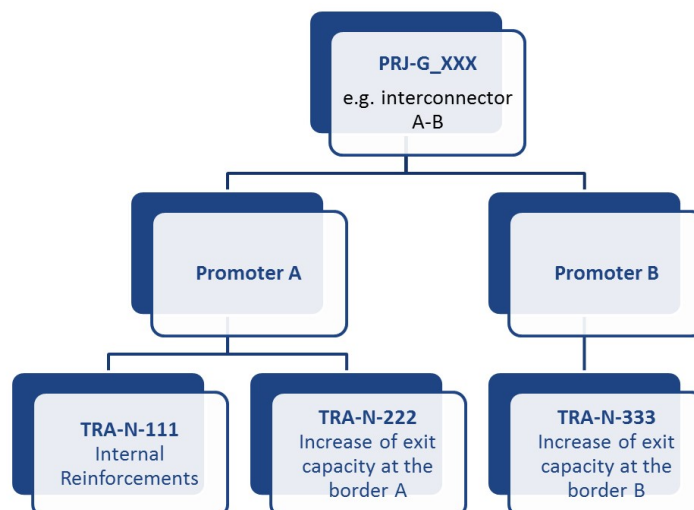 PRJ-G_XXX
e.g. interconnector
A-B
Promoter A
Promoter B
TRA-N-111
Internal
Reinforcements
TRA-N-222
Increase of exit
capacity at the
border A
TRA-N-333
Increase of exit
capacity at the
border B